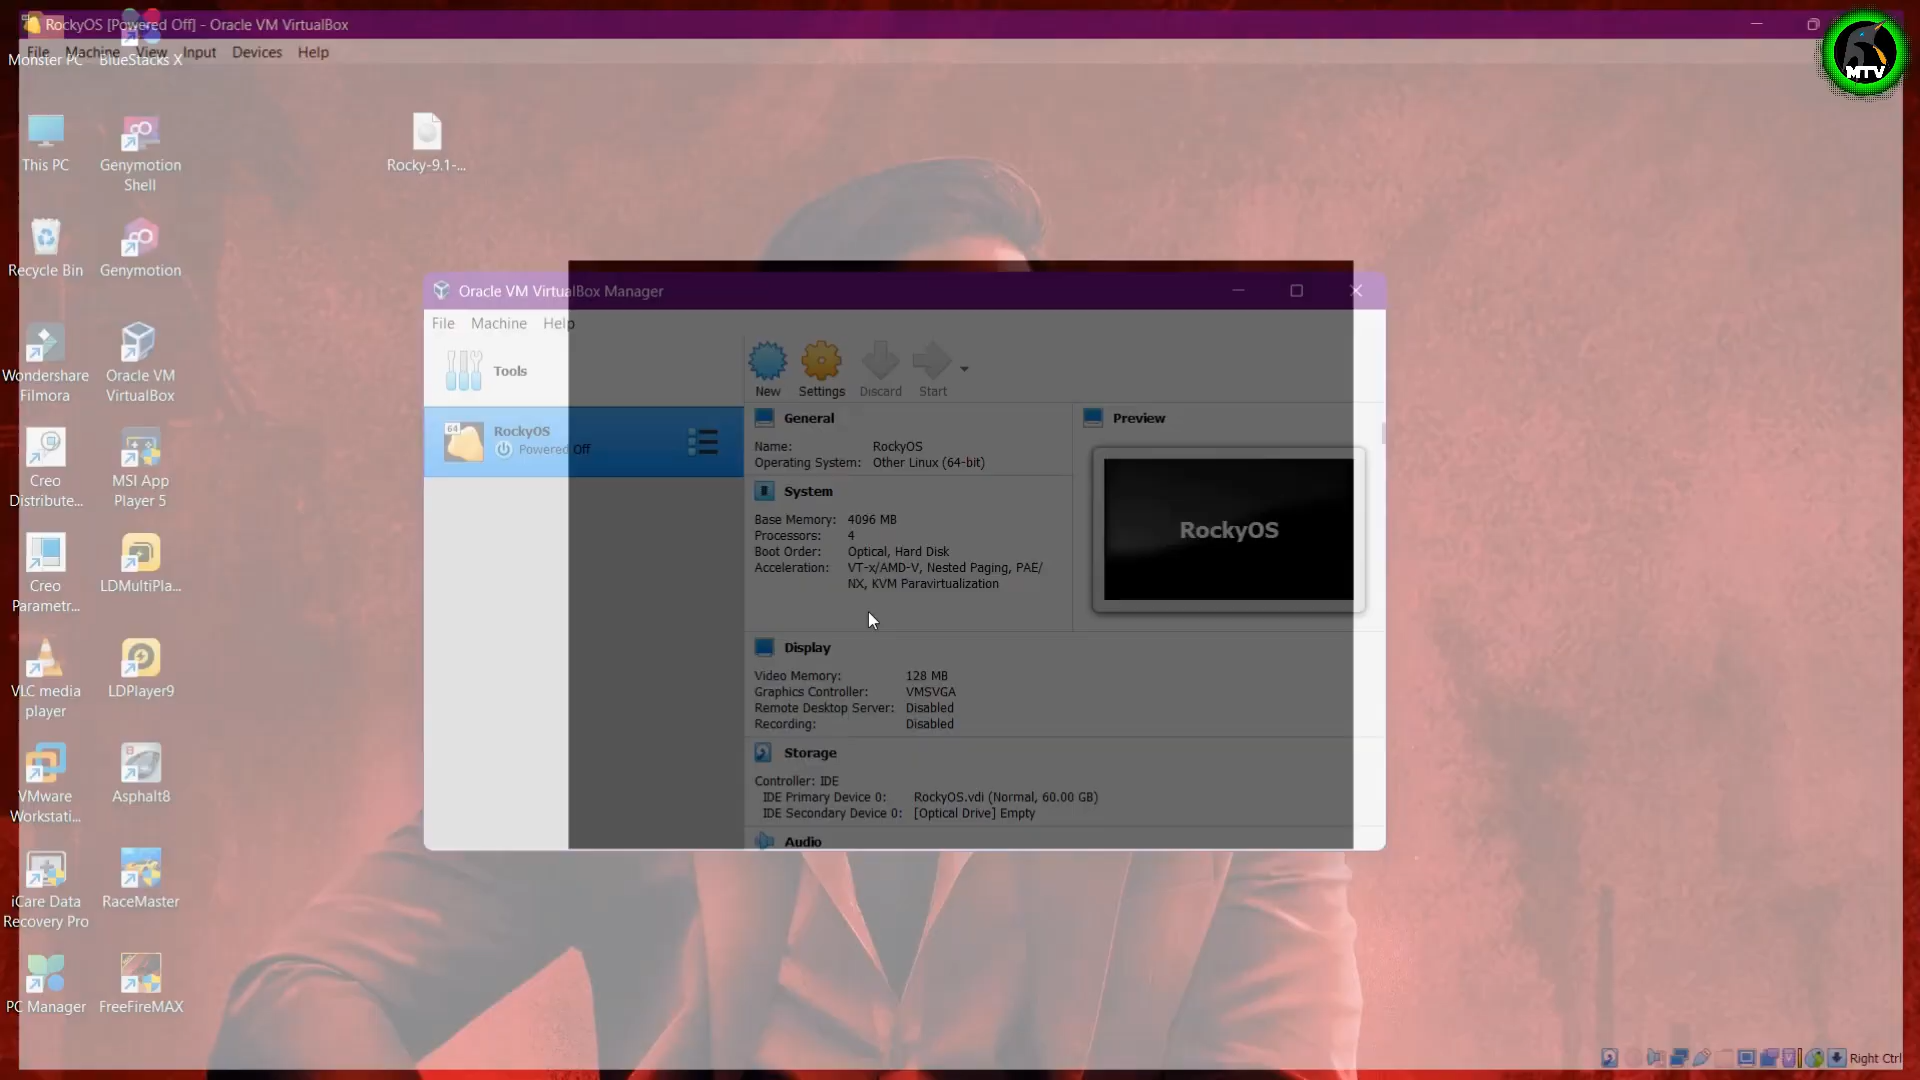 RockyOS [Powered Off] - Oracle VM VirtualBox
File Machine View Input Devices Help
Monster PC
BlueStacks X
MTV
This PC
Genymotion
Shell
Rocky-9.1-...
Recycle Bin
Genymotion
Wondershare
Filmora
Oracle VM
VirtualBox
Creo
Distribute...
MSI App
Player 5
Creo
Parametr...
LDMultiPla...
VLC media
player
LDPlayer9
VMware
Workstati...
Asphalt8
iCare Data
Recovery Pro
RaceMaster
PC Manager
FreeFireMAX
Oracle VM VirtualBox Manager
File Machine Help
Tools
64
RockyOS
Powered Off
New
Settings
Discard
Start
General
Name: RockyOS
Operating System: Other Linux (64-bit)
System
Base Memory: 4096 MB
Processors: 4
Boot Order: Optical, Hard Disk
Acceleration: VT-x/AMD-V, Nested Paging, PAE/
NX, KVM Paravirtualization
Preview
RockyOS
Display
Video Memory: 128 MB
Graphics Controller: VMSVGA
Remote Desktop Server: Disabled
Recording: Disabled
Storage
Controller: IDE
IDE Primary Device 0: RockyOS.vdi (Normal, 60.00 GB)
IDE Secondary Device 0: [Optical Drive] Empty
Audio
Right Ctrl